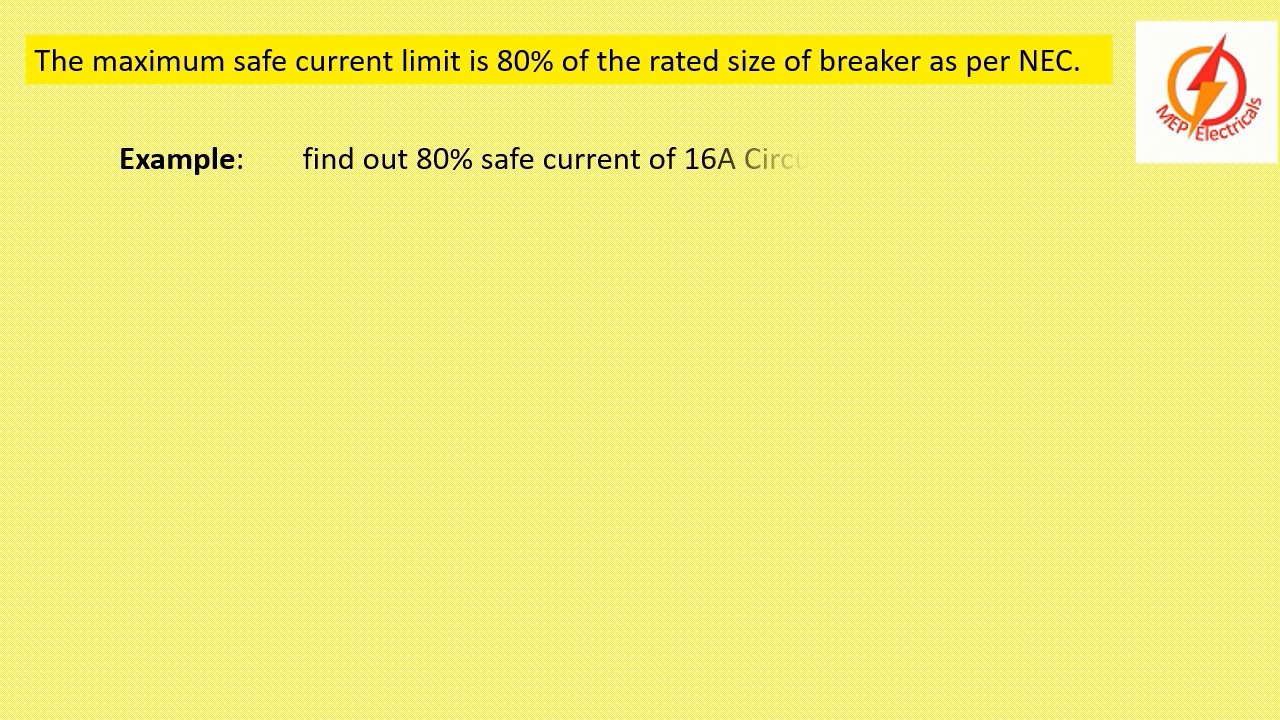 The maximum safe current limit is 80% of the rated size of breaker as per NEC.
MEP Electricals
Example: find out 80% safe current of 16A Circu